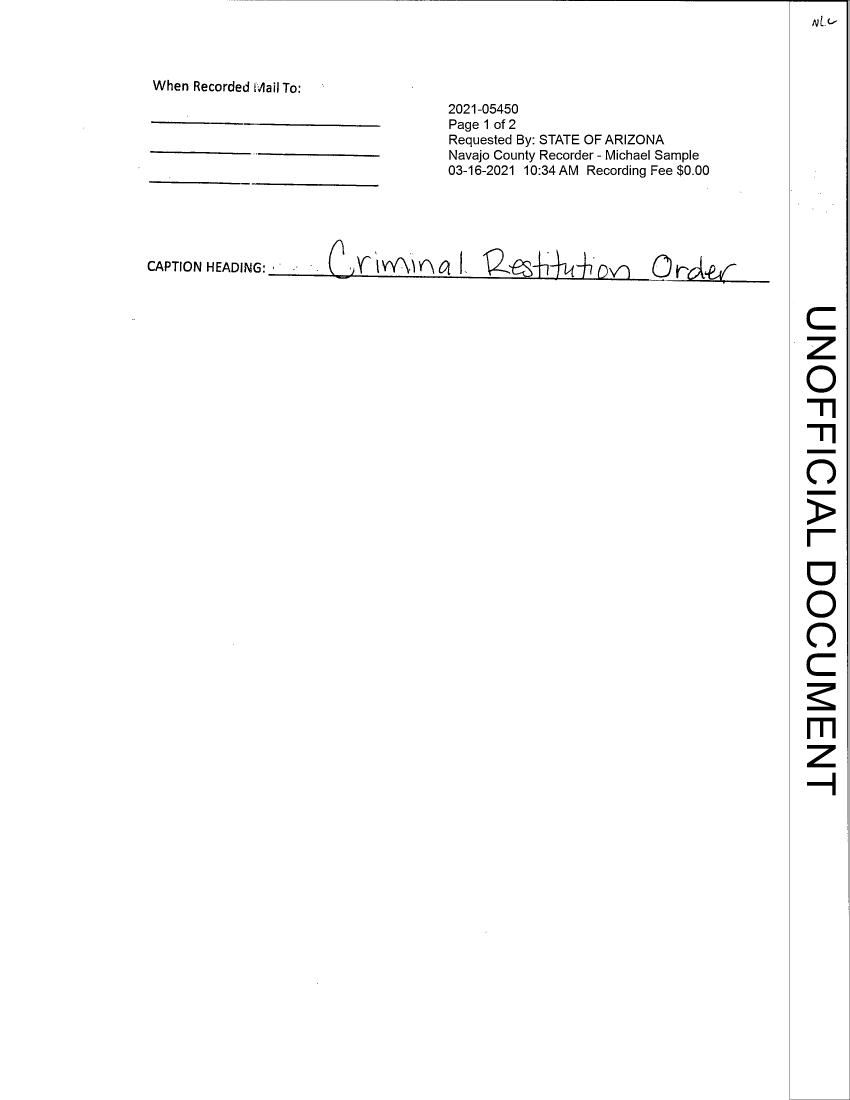 NLC
When Recorded Mail To:
2021-05450
Page 1 of 2
Requested By: STATE OF ARIZONA
Navajo County Recorder - Michael Sample
03-16-2021 10:34 AM Recording Fee $0.00
CAPTION HEADING: Criminal Restitution Order
UNOFFICIAL DOCUMENT